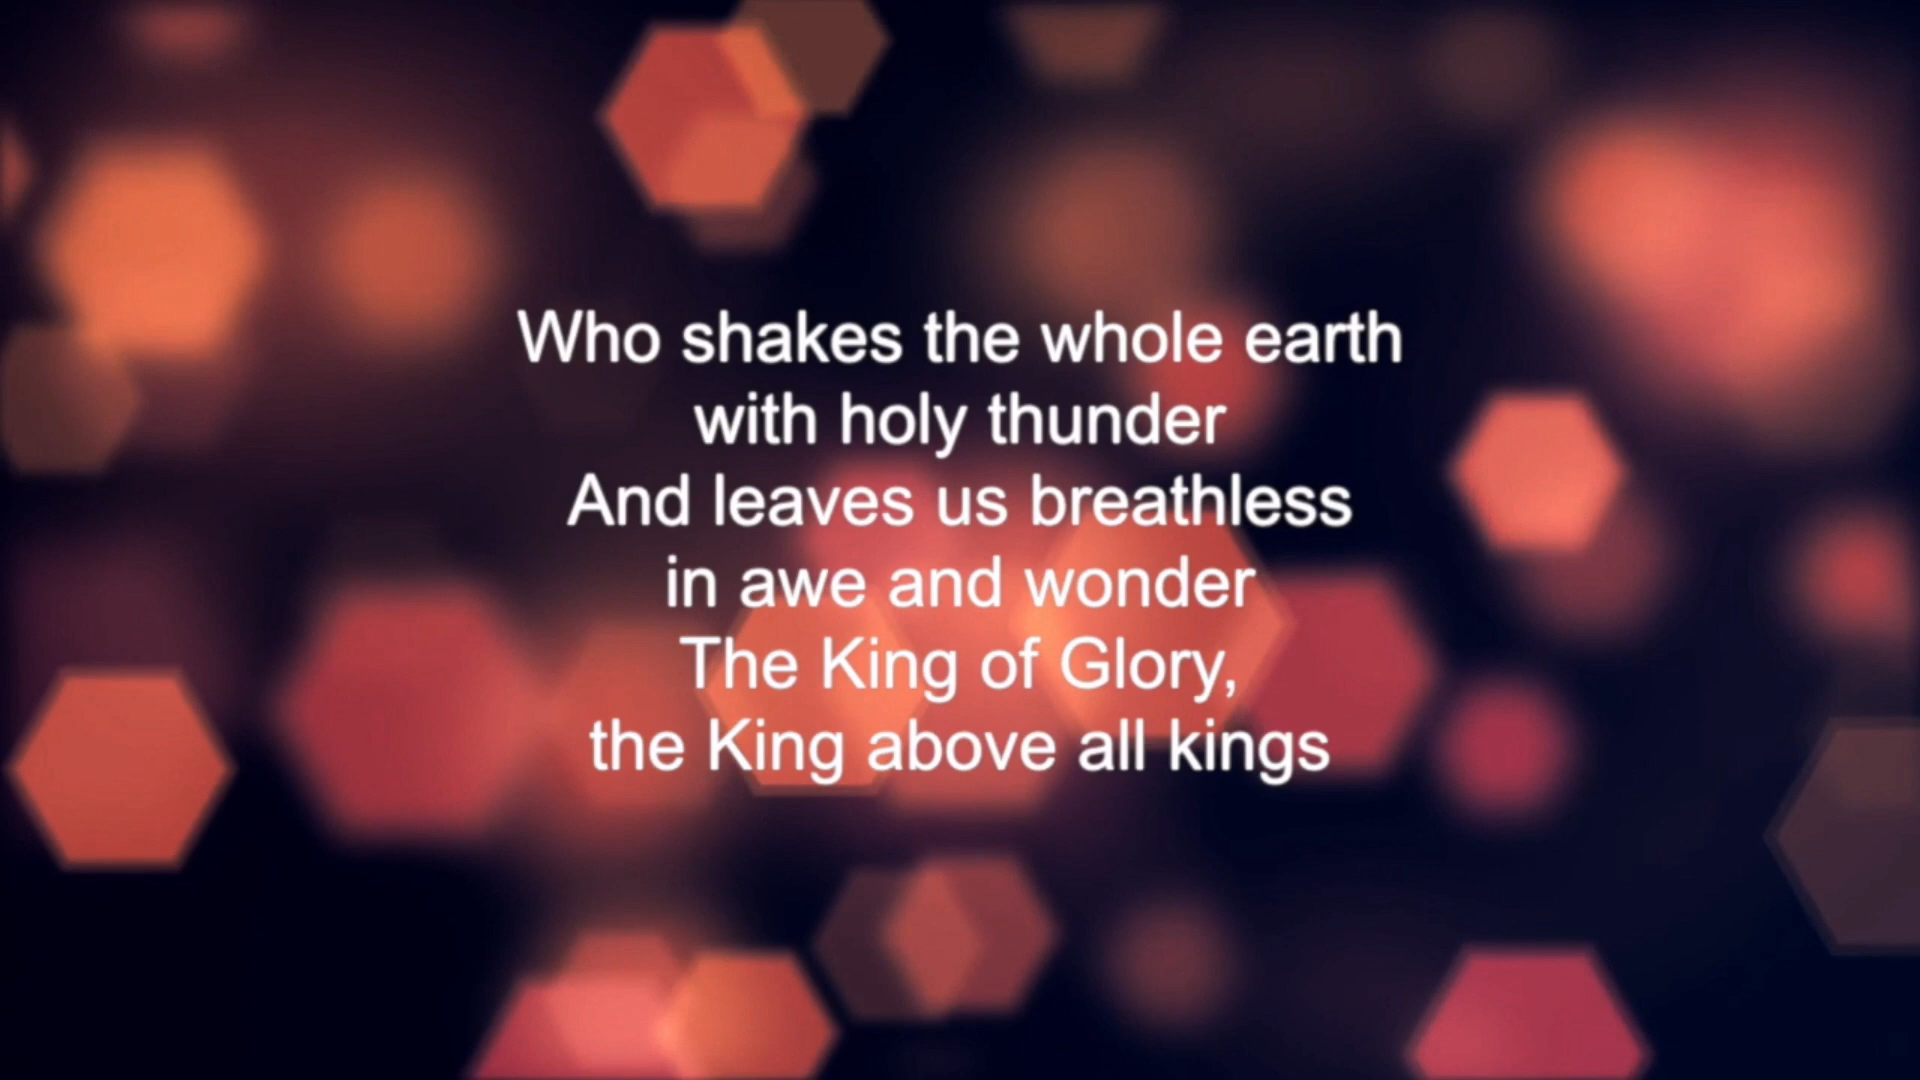 Who shakes the whole earth
with holy thunder
And leaves us breathless
in awe and wonder
The King of Glory,
the King above all kings